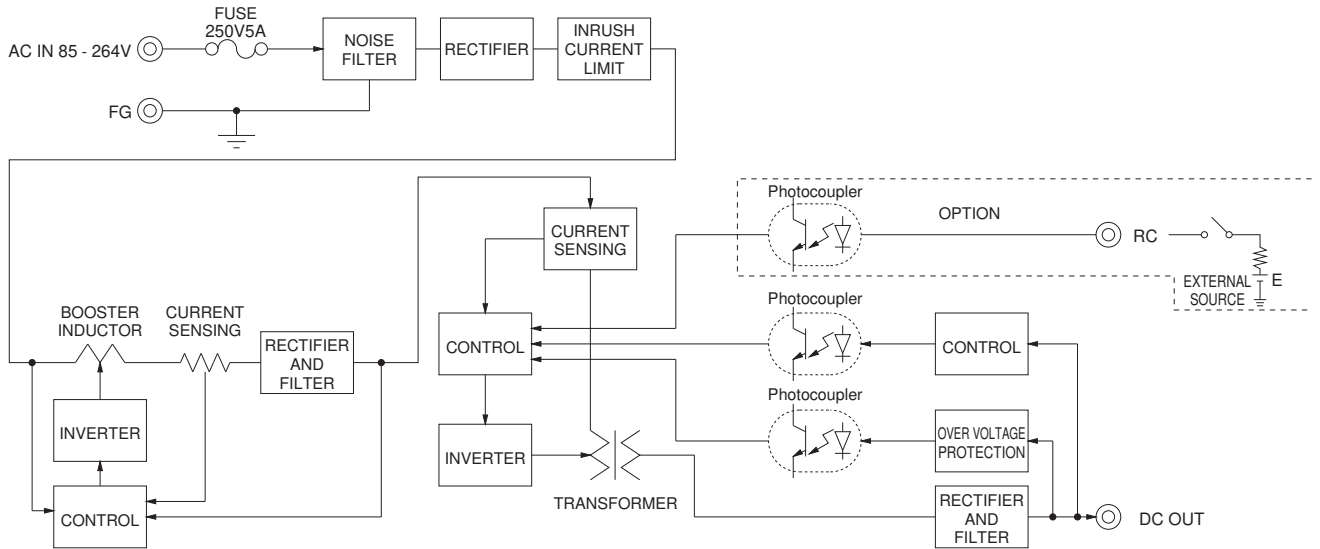 FUSE
250V5A
AC IN 85 - 264V
NOISE
FILTER
RECTIFIER
INRUSH
CURRENT
LIMIT
FG
Photocoupler
OPTION
RC
CURRENT
SENSING
EXTERNAL
SOURCE
E
BOOSTER
INDUCTOR
CURRENT
SENSING
RECTIFIER
AND
FILTER
CONTROL
Photocoupler
CONTROL
Photocoupler
INVERTER
INVERTER
OVER VOLTAGE
PROTECTION
TRANSFORMER
CONTROL
RECTIFIER
AND
FILTER
DC OUT